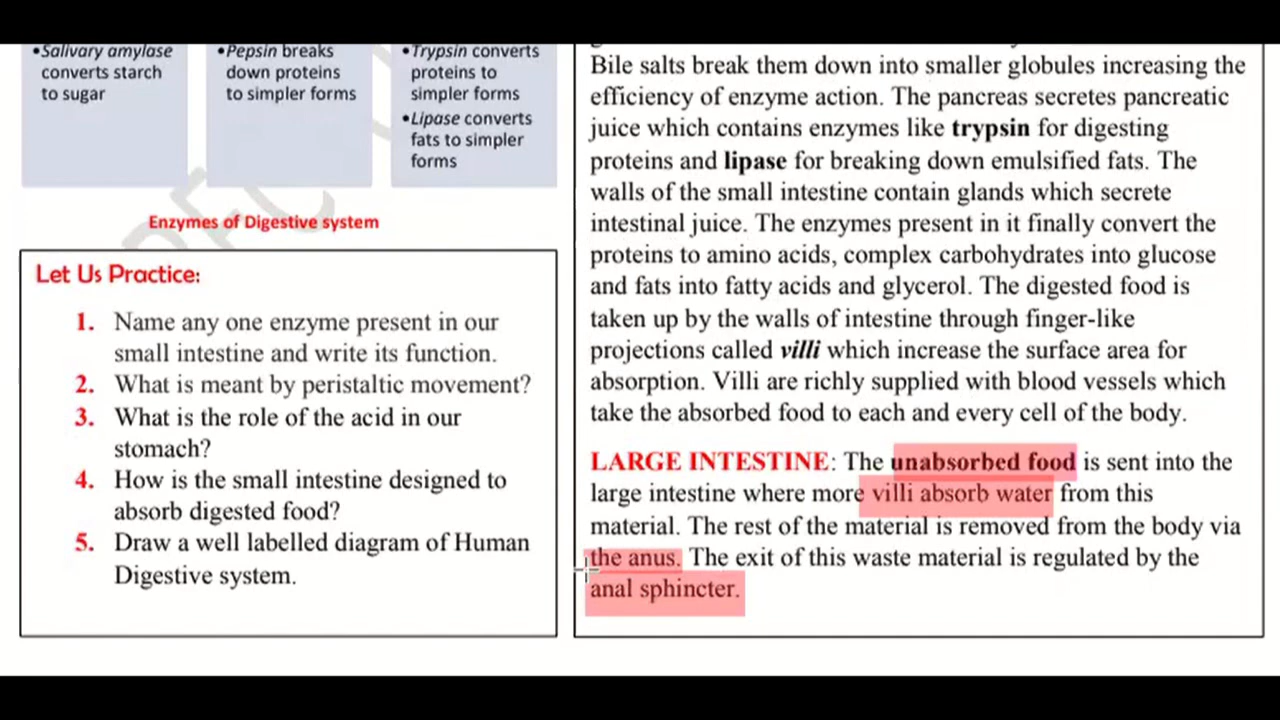 •Salivary amylase
converts starch
to sugar
•Pepsin breaks
down proteins
to simpler forms
•Trypsin converts
proteins to
simpler forms
•Lipase converts
fats to simpler
forms
Enzymes of Digestive system
Let Us Practice:
1. Name any one enzyme present in our
small intestine and write its function.
2. What is meant by peristaltic movement?
3. What is the role of the acid in our
stomach?
4. How is the small intestine designed to
absorb digested food?
5. Draw a well labelled diagram of Human
Digestive system.
Bile salts break them down into smaller globules increasing the
efficiency of enzyme action. The pancreas secretes pancreatic
juice which contains enzymes like trypsin for digesting
proteins and lipase for breaking down emulsified fats. The
walls of the small intestine contain glands which secrete
intestinal juice. The enzymes present in it finally convert the
proteins to amino acids, complex carbohydrates into glucose
and fats into fatty acids and glycerol. The digested food is
taken up by the walls of intestine through finger-like
projections called villi which increase the surface area for
absorption. Villi are richly supplied with blood vessels which
take the absorbed food to each and every cell of the body.
LARGE INTESTINE: The unabsorbed food is sent into the
large intestine where more villi absorb water from this
material. The rest of the material is removed from the body via
the anus. The exit of this waste material is regulated by the
anal sphincter.